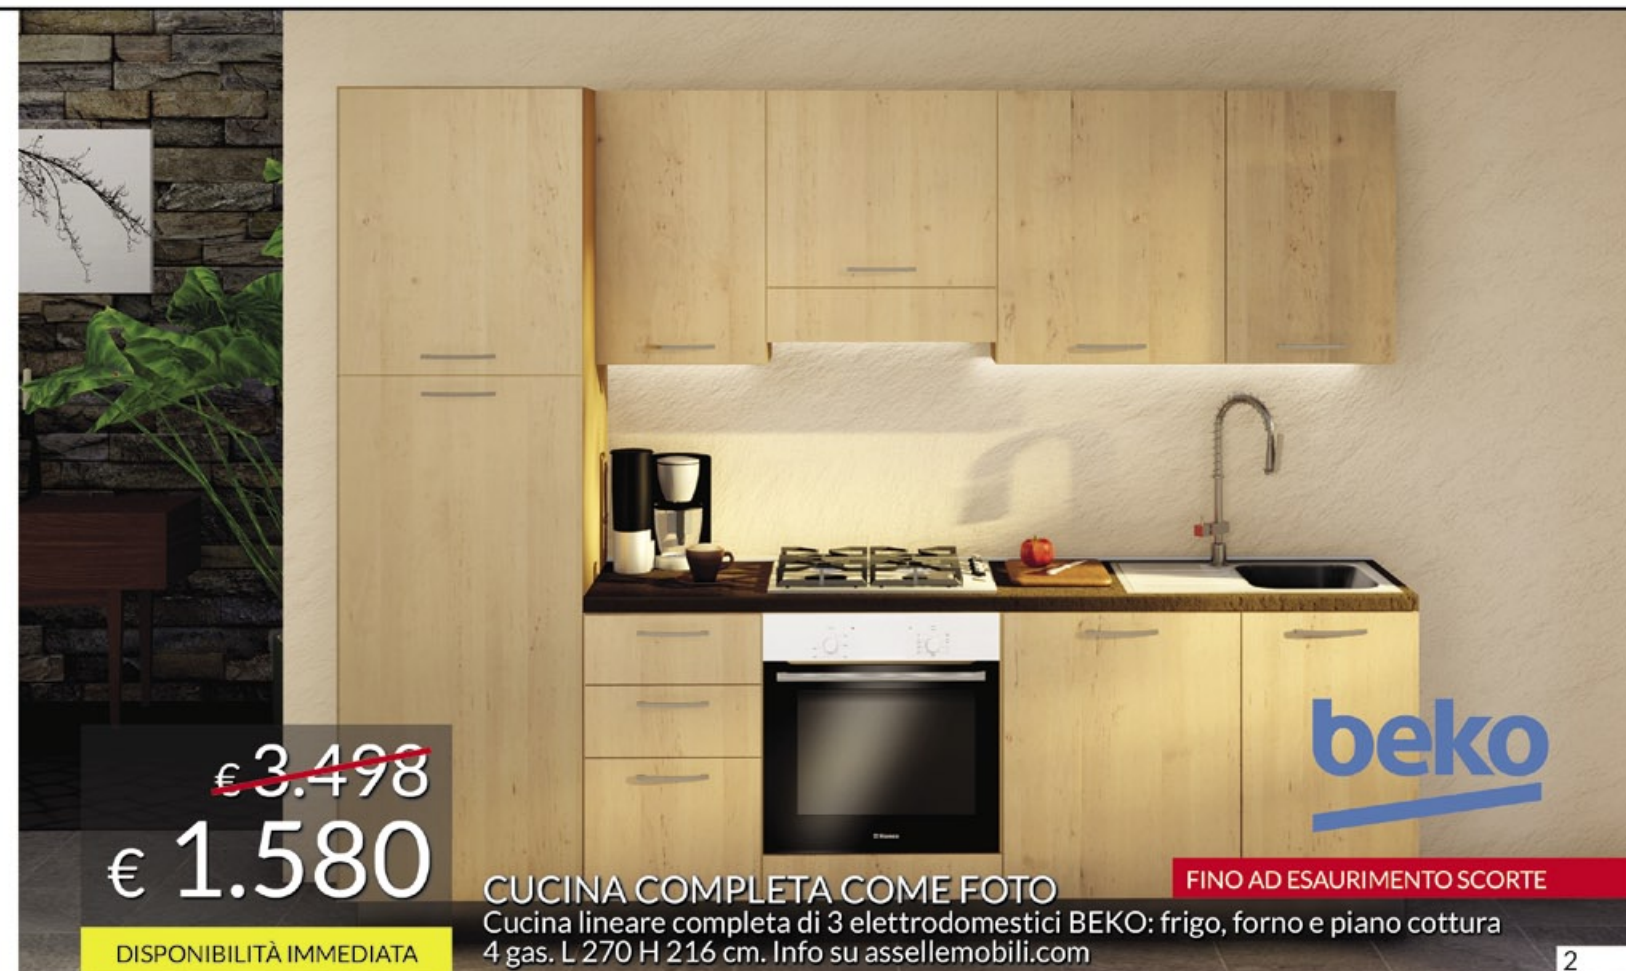 € 3.498
€ 1.580
DISPONIBILITÀ IMMEDIATA
beko
FINO AD ESAURIMENTO SCORTE
CUCINA COMPLETA COME FOTO
Cucina lineare completa di 3 elettrodomestici BEKO: frigo, forno e piano cottura
4 gas. L 270 H 216 cm. Info su assellemobili.com
2